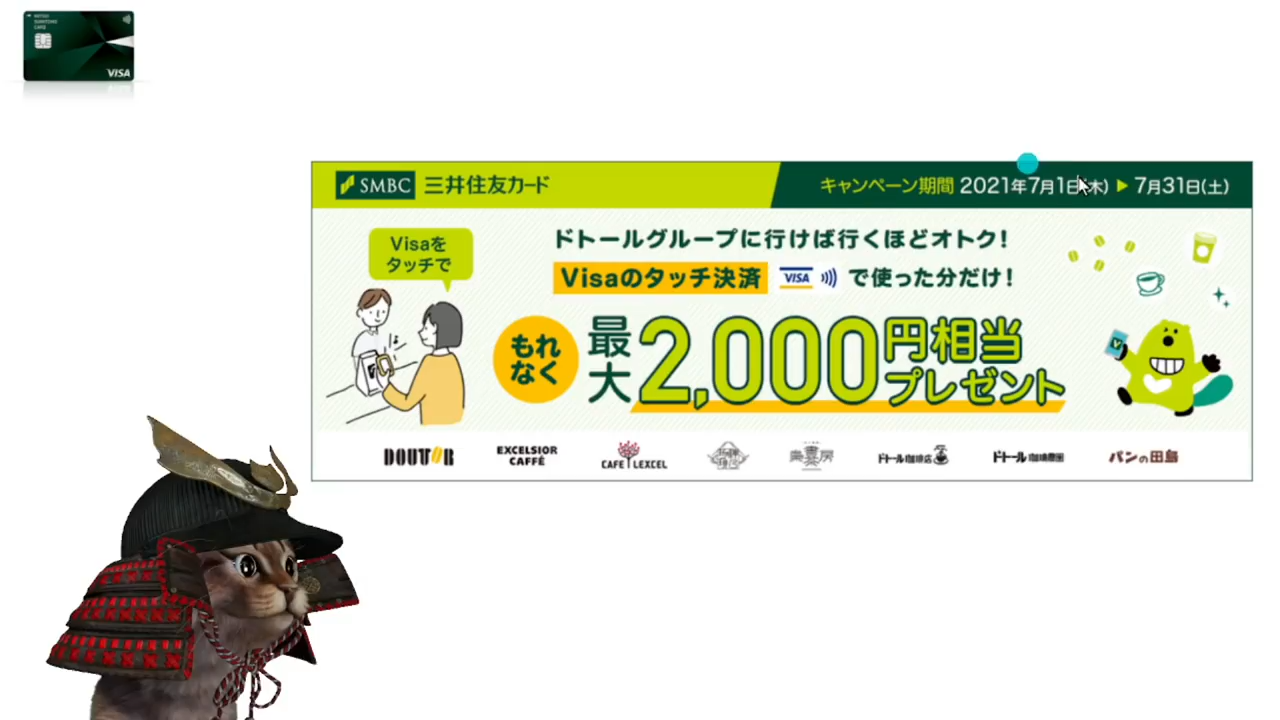 MITSUI
SUMITOMO
CARD
VISA
SMBC 三井住友カード
キャンペーン期間 2021年7月1日(木) ▶ 7月31日(土)
Visaを
タッチで
ドトールグループに行けば行くほどオトク!
Visaのタッチ決済 VISA で使った分だけ!
もれ
なく
最大 2,000円相当
プレゼント
DOUTOR
EXCELSIOR
CAFFÉ
CAFE LEXCEL
ドトール珈琲店
ドトール珈琲農園
パンの田島